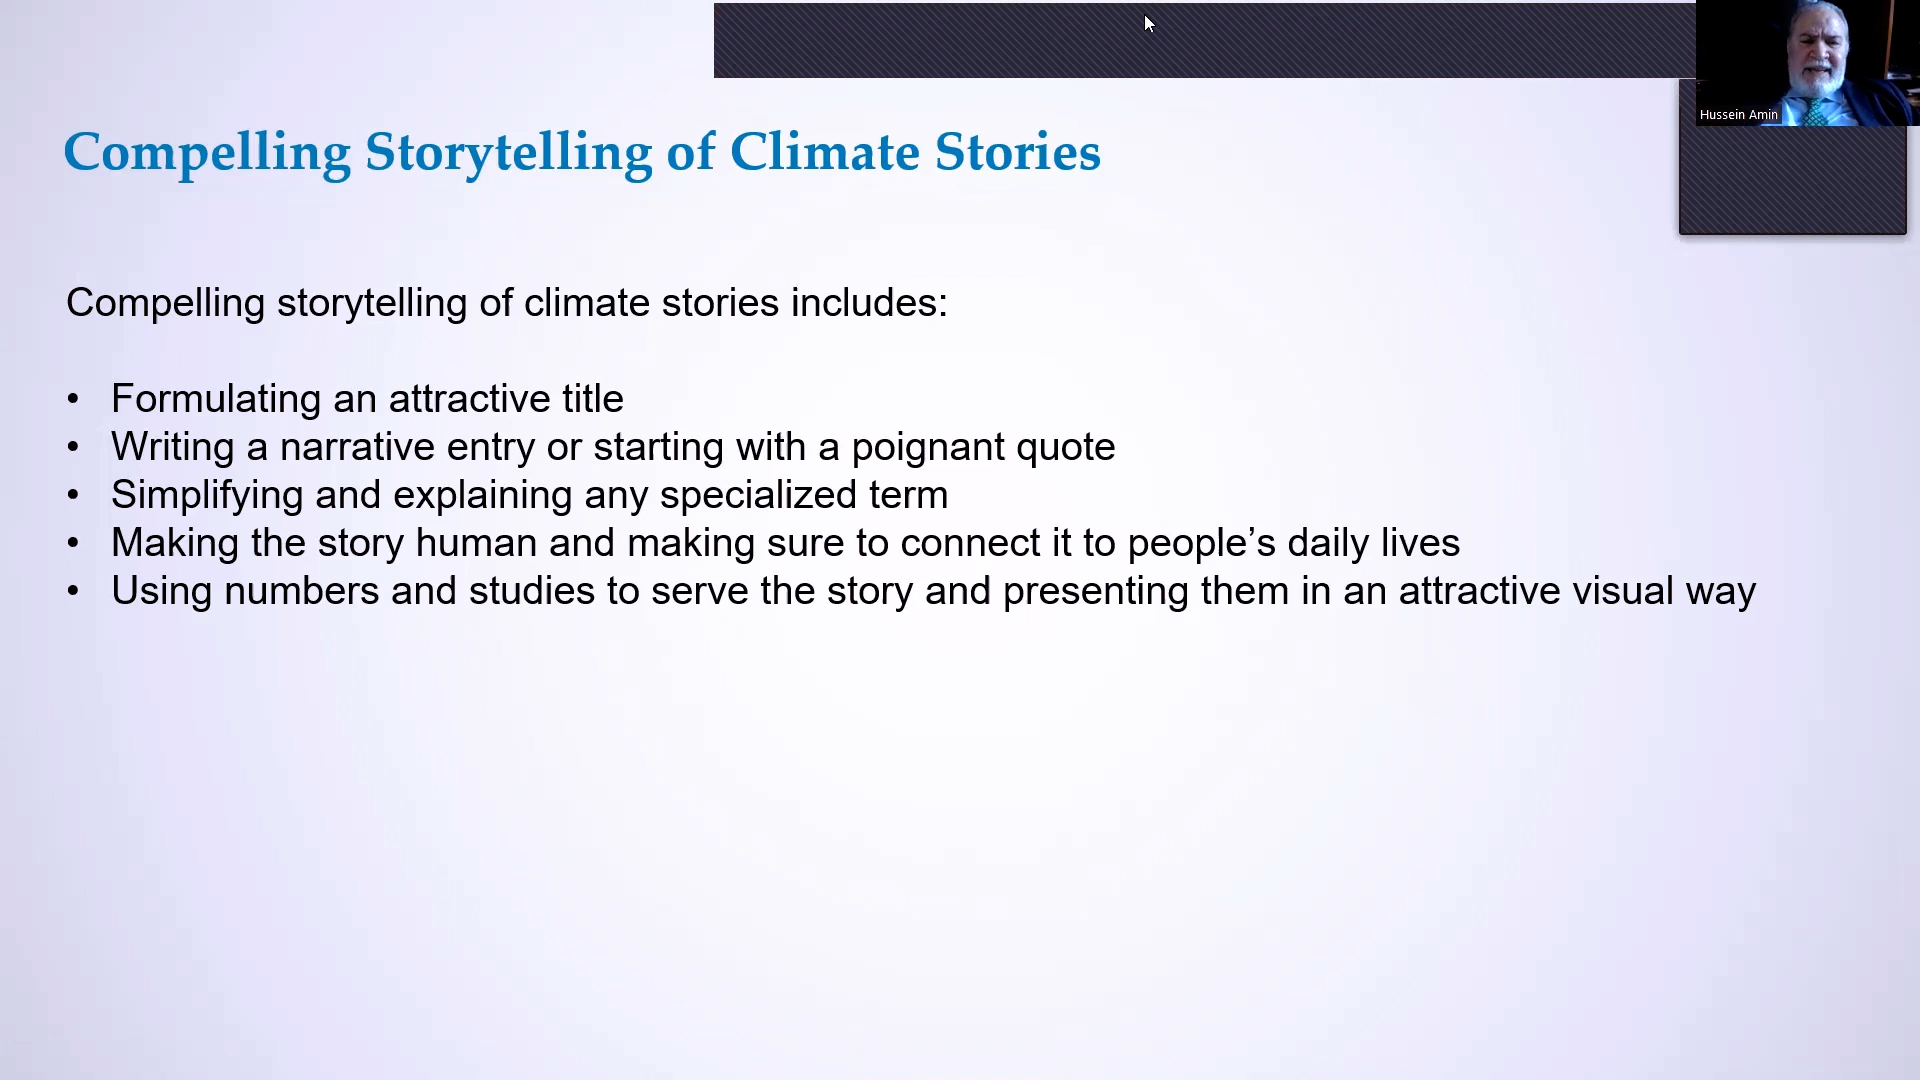 Hussein Amin
Compelling Storytelling of Climate Stories
Compelling storytelling of climate stories includes:
• Formulating an attractive title
• Writing a narrative entry or starting with a poignant quote
• Simplifying and explaining any specialized term
• Making the story human and making sure to connect it to people’s daily lives
• Using numbers and studies to serve the story and presenting them in an attractive visual way